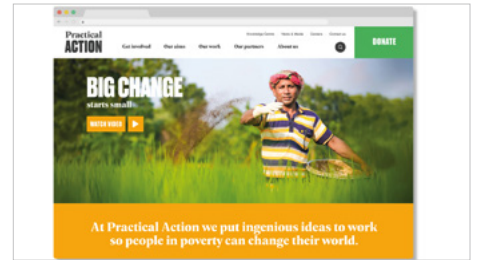 Knowledge Centre News & Media Careers Contact us
Practical
ACTION
Get involved Our aims Our work Our partners About us
DONATE
BIG CHANGE
starts small
WATCH VIDEO
At Practical Action we put ingenious ideas to work
so people in poverty can change their world.